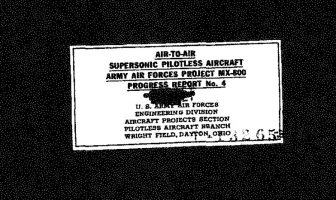 AIR-TO-AIR
SUPERSONIC PILOTLESS AIRCRAFT
ARMY AIR FORCES PROJECT MX-800
PROGRESS REPORT No. 4
U. S. ARMY AIR FORCES
ENGINEERING DIVISION
AIRCRAFT PROJECTS SECTION
PILOTLESS AIRCRAFT BRANCH
WRIGHT FIELD, DAYTON, OHIO 3265